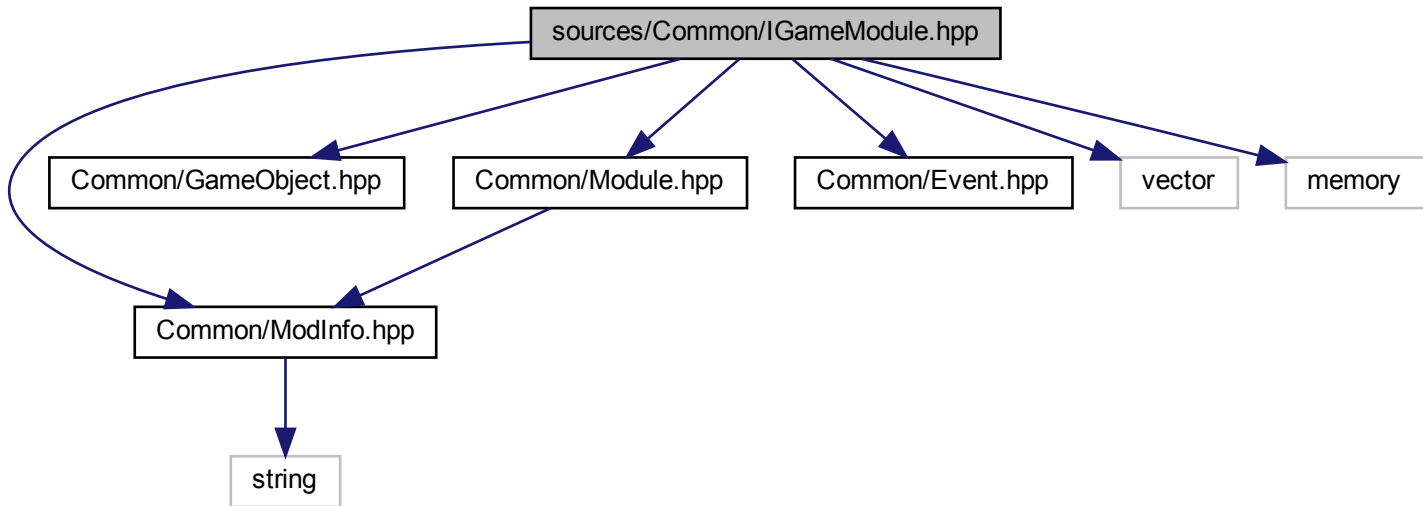 sources/Common/IGameModule.hpp
Common/GameObject.hpp
Common/Module.hpp
Common/Event.hpp
vector
memory
Common/ModInfo.hpp
string